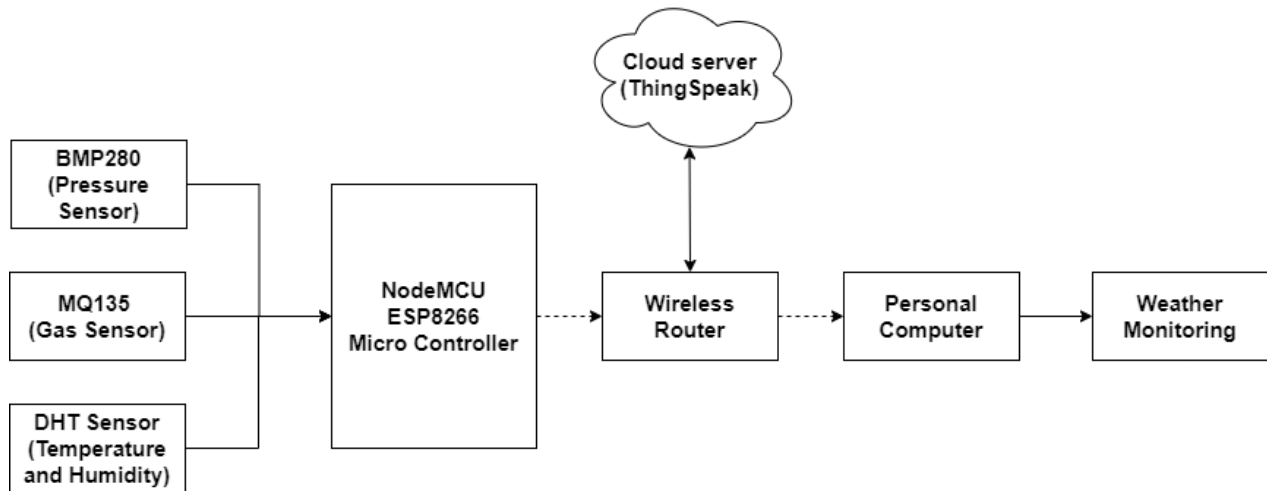 Cloud server
(ThingSpeak)
BMP280
(Pressure
Sensor)
MQ135
(Gas Sensor)
DHT Sensor
(Temperature
and Humidity)
NodeMCU
ESP8266
Micro Controller
Wireless
Router
Personal
Computer
Weather
Monitoring